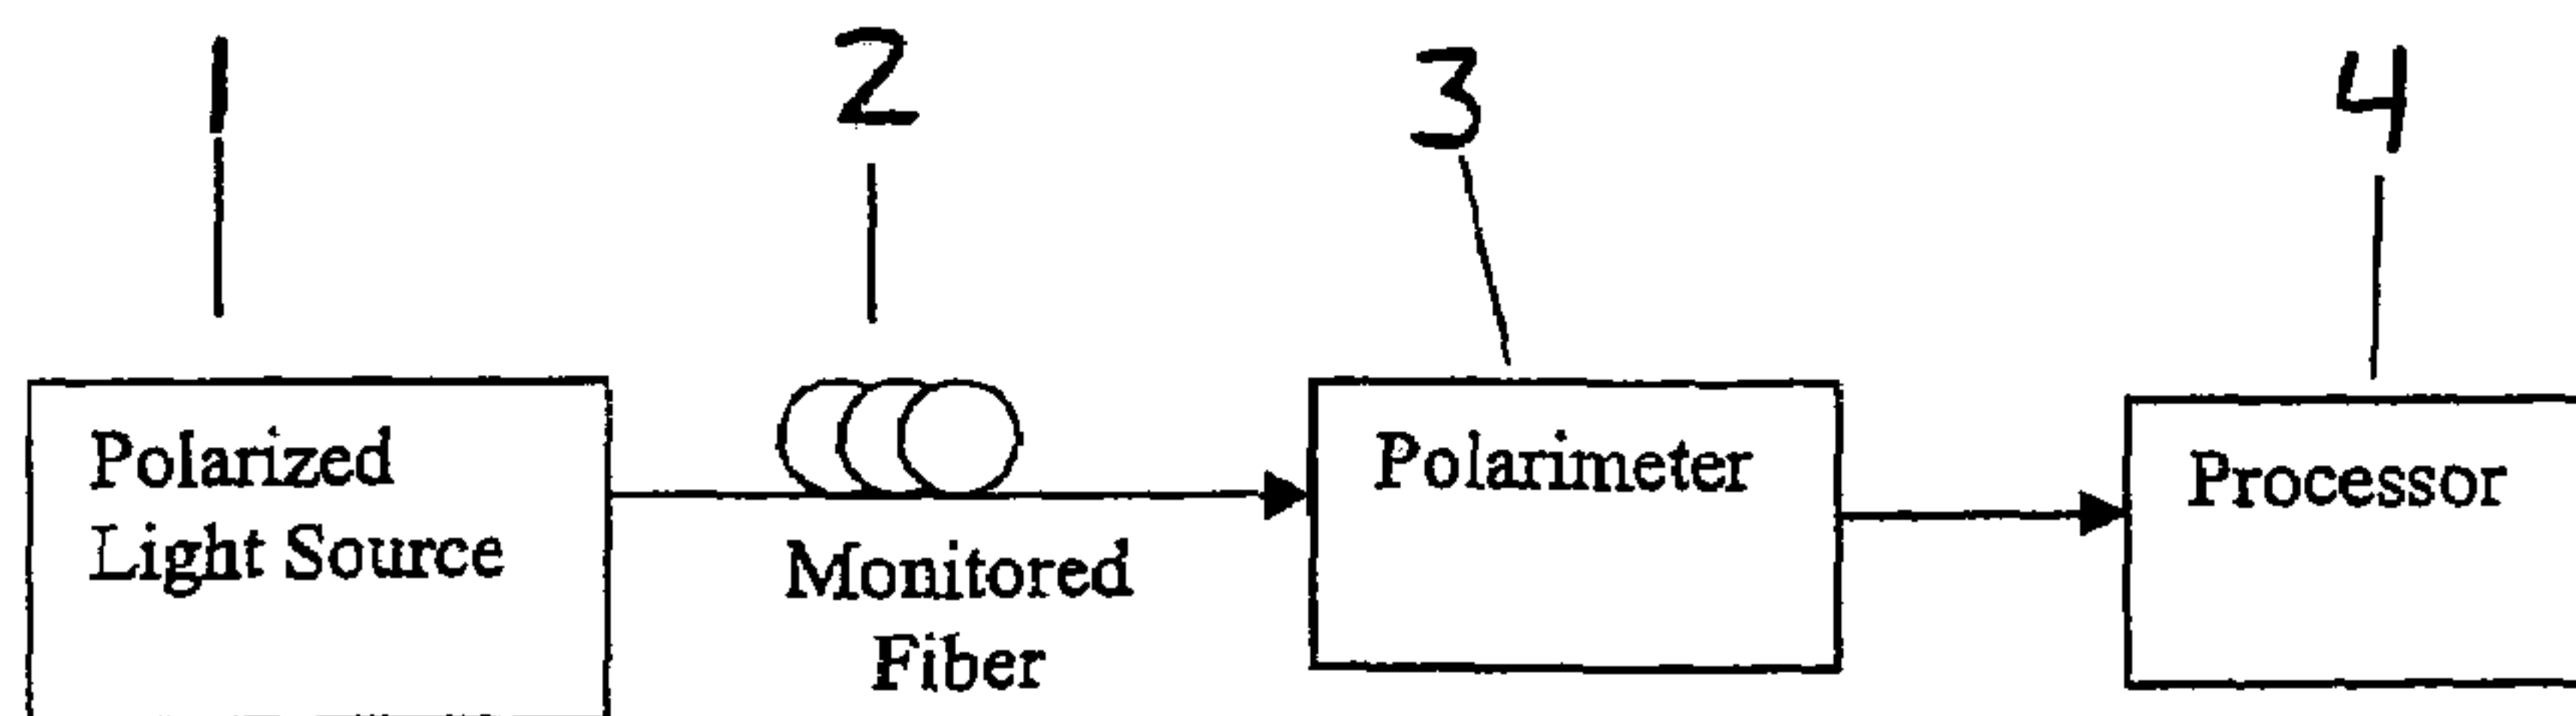 1
2
3
4
Polarized
Light Source
Monitored
Fiber
Polarimeter
Processor